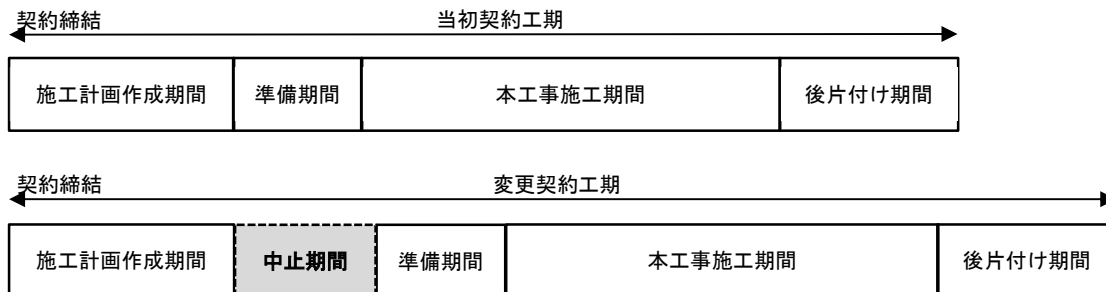 契約締結 当初契約工期
施工計画作成期間 準備期間 本工事施工期間 後片付け期間
契約締結 変更契約工期
施工計画作成期間 中止期間 準備期間 本工事施工期間 後片付け期間